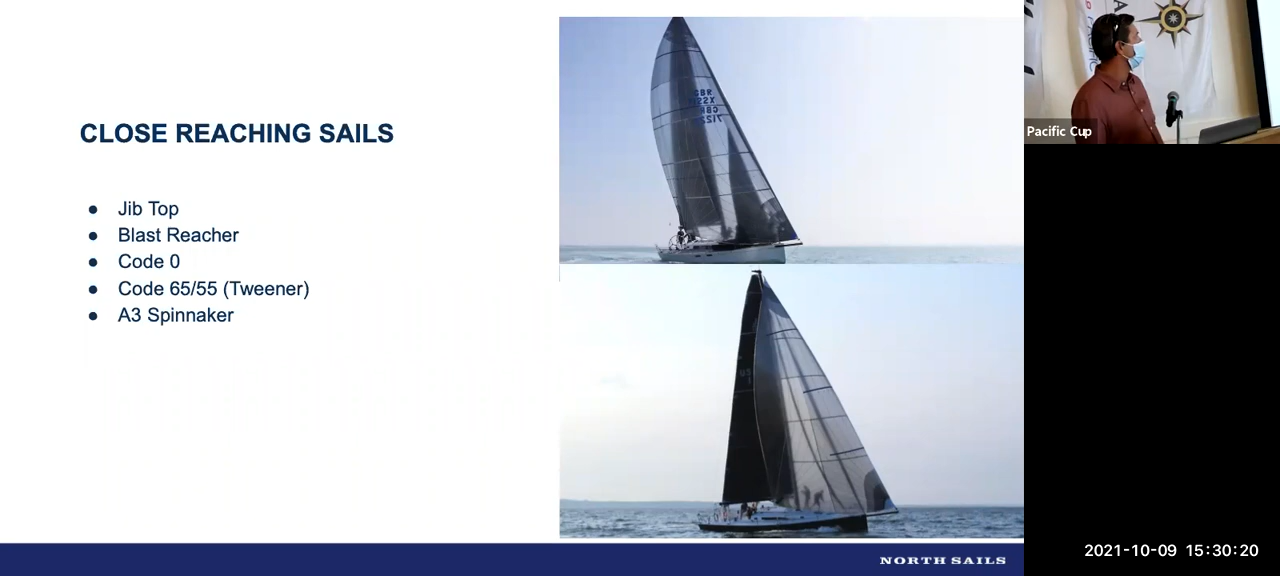 CLOSE REACHING SAILS
● Jib Top
● Blast Reacher
● Code 0
● Code 65/55 (Tweener)
● A3 Spinnaker
NORTH SAILS
Pacific Cup
2021-10-09 15:30:20